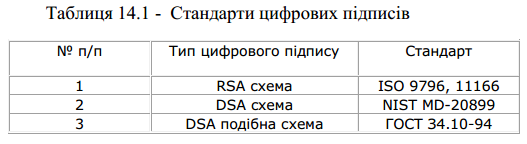 Таблиця 14.1 - Стандарти цифрових підписів
№ п/п Тип цифрового підпису Стандарт
1 RSA схема ISO 9796, 11166
2 DSA схема NIST MD-20899
3 DSA подібна схема ГОСТ 34.10-94